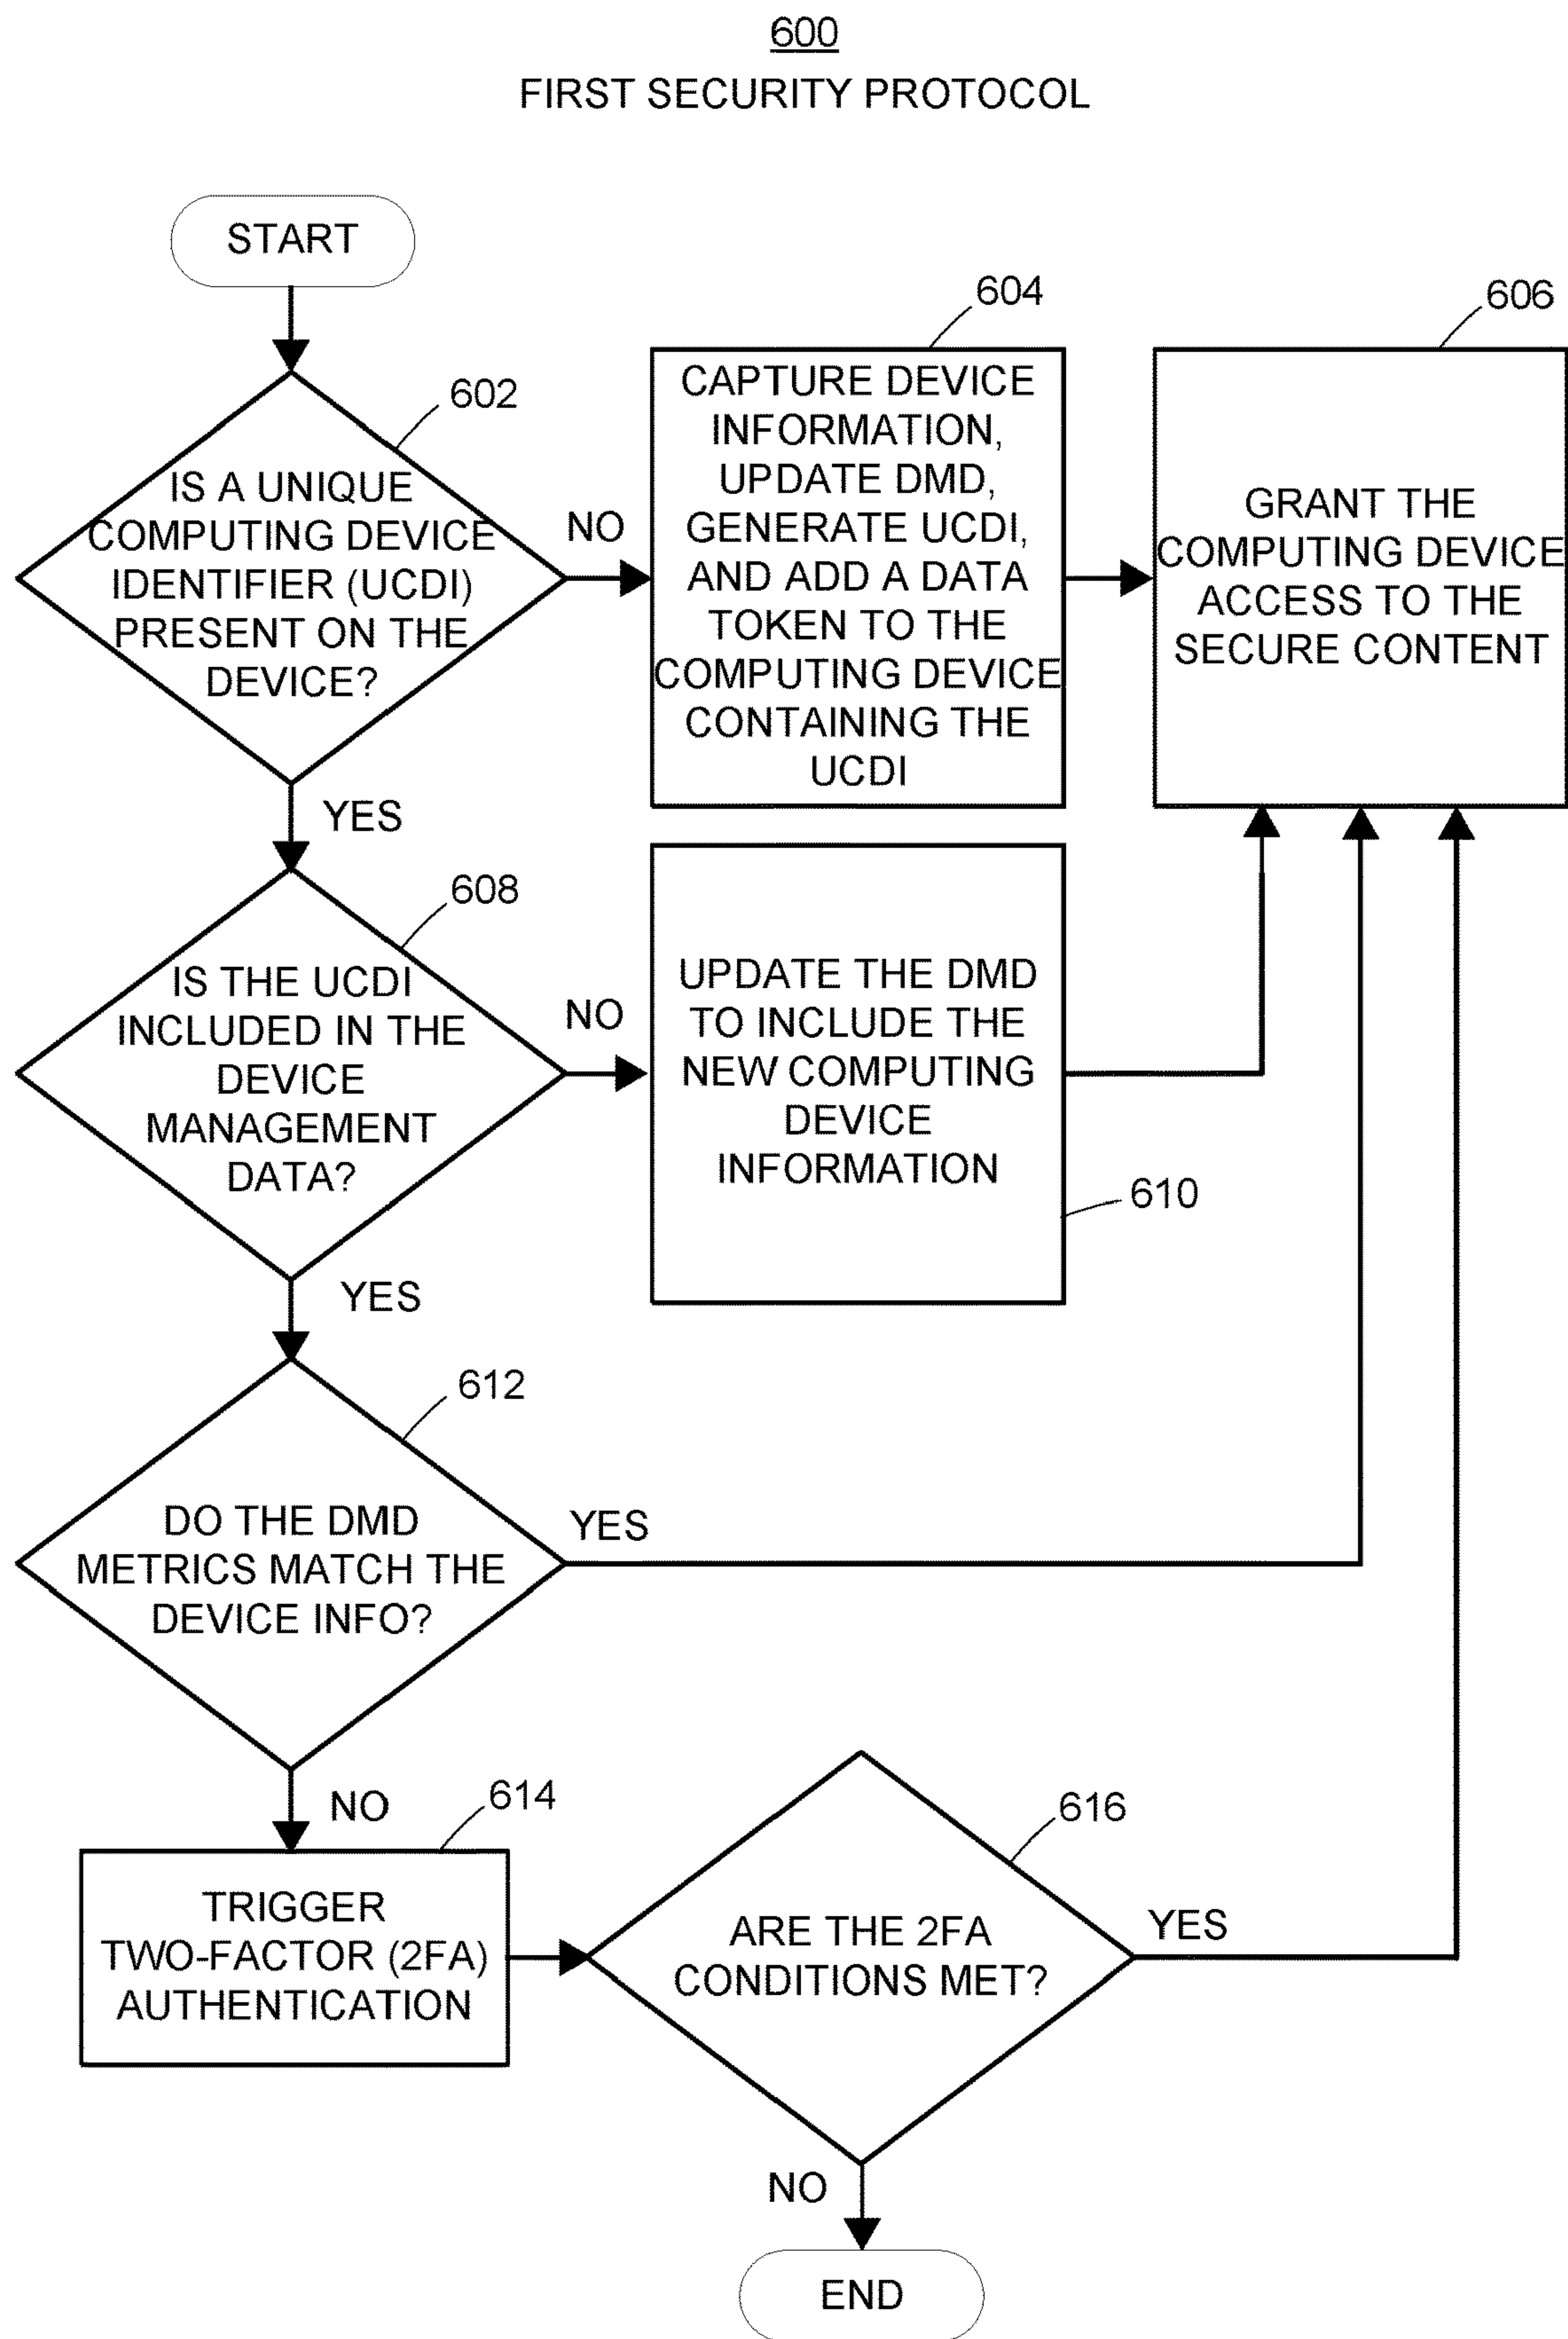 600
FIRST SECURITY PROTOCOL
START
602
IS A UNIQUE
COMPUTING DEVICE
IDENTIFIER (UCDI)
PRESENT ON THE
DEVICE?
NO
604
CAPTURE DEVICE
INFORMATION,
UPDATE DMD,
GENERATE UCDI,
AND ADD A DATA
TOKEN TO THE
COMPUTING DEVICE
CONTAINING THE
UCDI
606
GRANT THE
COMPUTING DEVICE
ACCESS TO THE
SECURE CONTENT
YES
608
IS THE UCDI
INCLUDED IN THE
DEVICE
MANAGEMENT
DATA?
NO
UPDATE THE DMD
TO INCLUDE THE
NEW COMPUTING
DEVICE
INFORMATION
610
YES
612
DO THE DMD
METRICS MATCH THE
DEVICE INFO?
YES
NO
614
TRIGGER
TWO-FACTOR (2FA)
AUTHENTICATION
616
ARE THE 2FA
CONDITIONS MET?
YES
NO
END